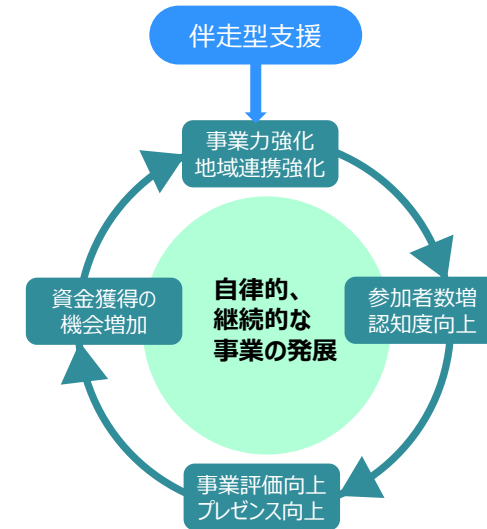 伴走型支援
事業力強化
地域連携強化
資金獲得の
機会増加
自律的、
継続的な
事業の発展
参加者数増
認知度向上
事業評価向上
プレゼンス向上